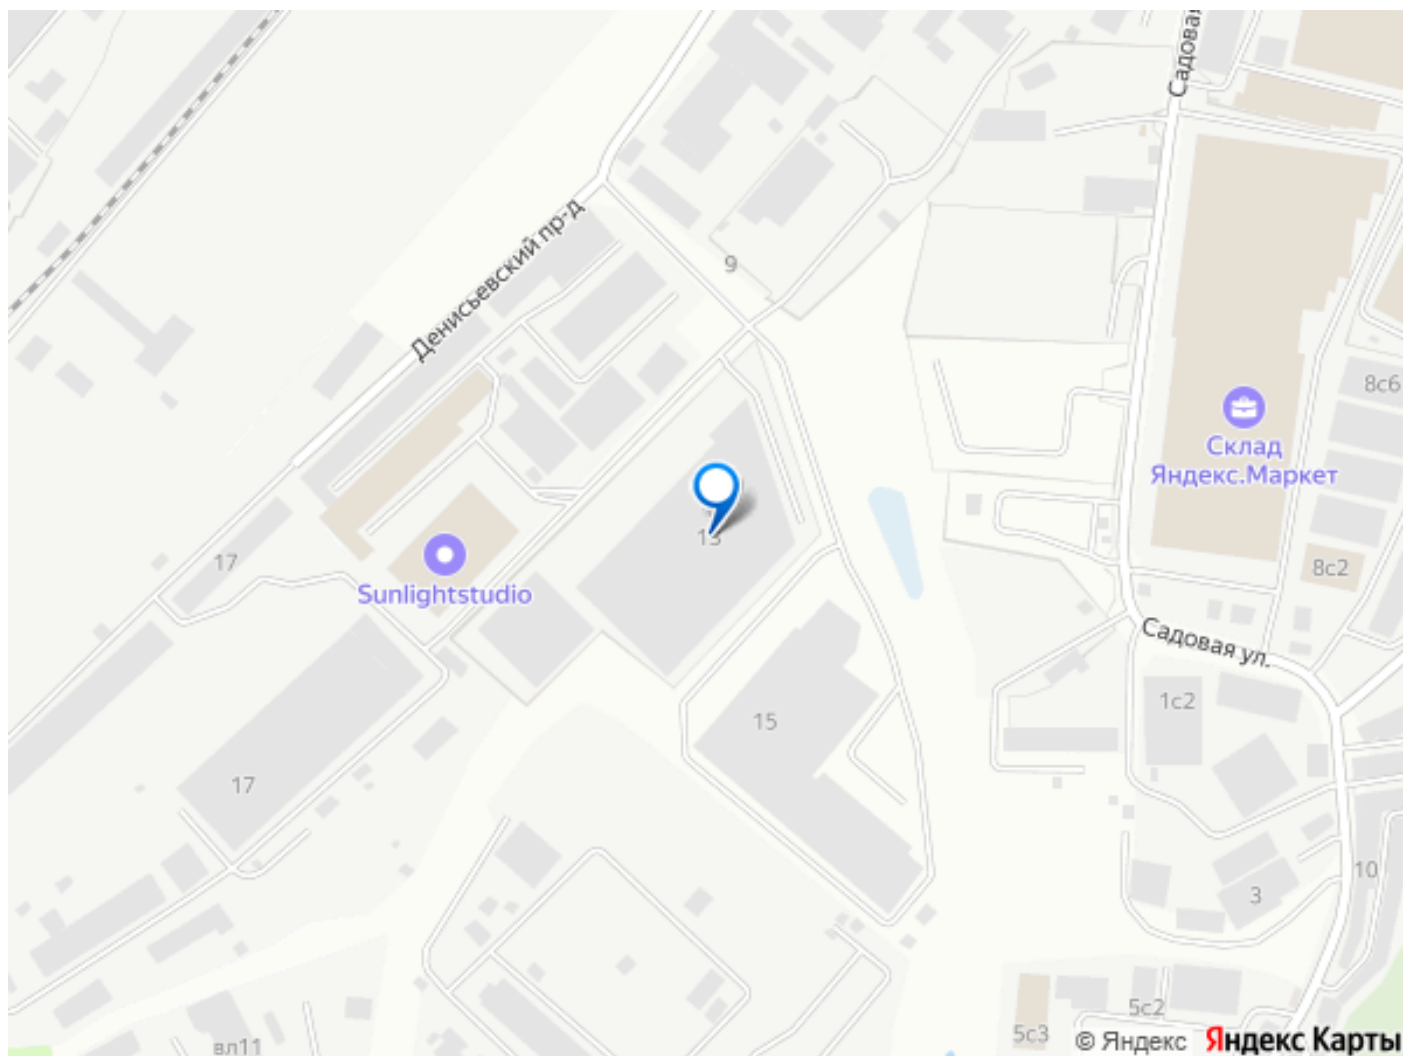 Садовая
Денисьевский пр-д
9
8с6
Склад
Яндекс.Маркет
13
17
Sunlightstudio
8с2
Садовая ул.
1с2
15
17
10
3
5с2
5с3
вл11
© Яндекс Яндекс Карты